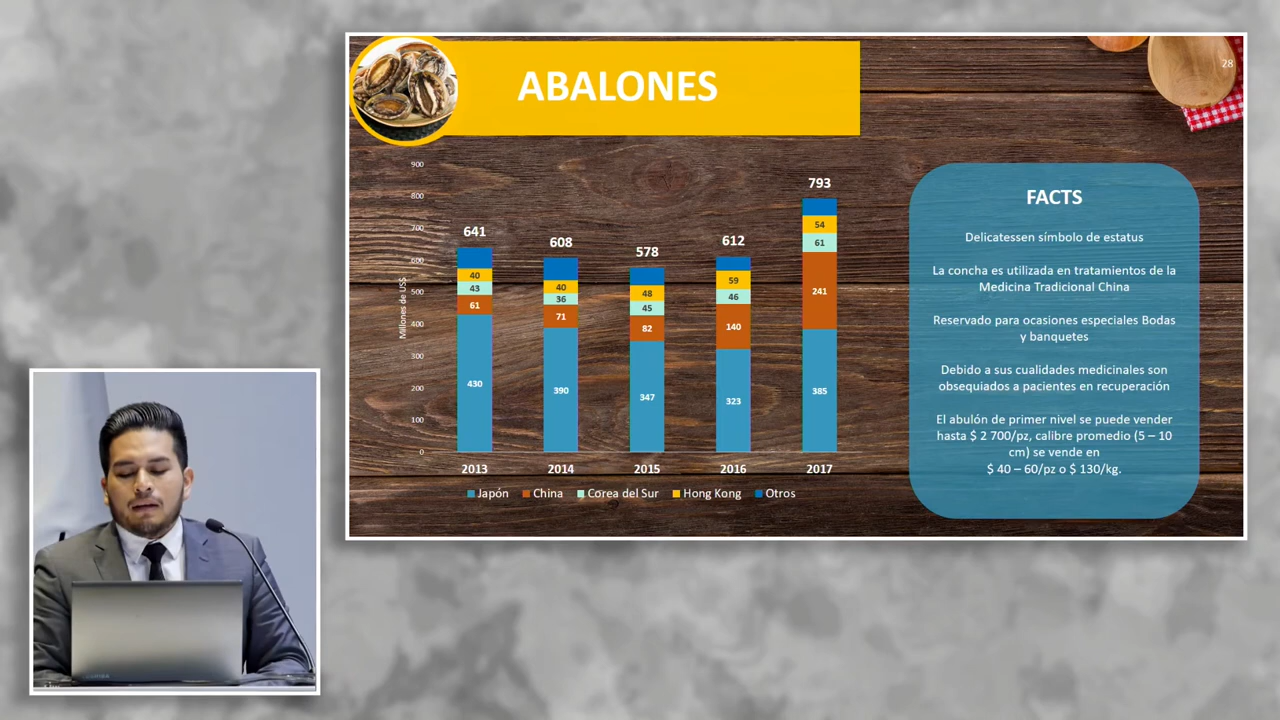 ABALONES
28
900
800
700
600
500
400
300
200
100
0
Millones de US$
641
40
43
61
430
608
40
36
71
390
578
48
45
82
347
612
59
46
140
323
793
54
61
241
385
2013 2014 2015 2016 2017
Japón China Corea del Sur Hong Kong Otros
FACTS
Delicatessen símbolo de estatus
La concha es utilizada en tratamientos de la
Medicina Tradicional China
Reservado para ocasiones especiales Bodas
y banquetes
Debido a sus cualidades medicinales son
obsequiados a pacientes en recuperación
El abulón de primer nivel se puede vender
hasta $ 2 700/pz, calibre promedio (5 – 10
cm) se vende en
$ 40 – 60/pz o $ 130/kg.